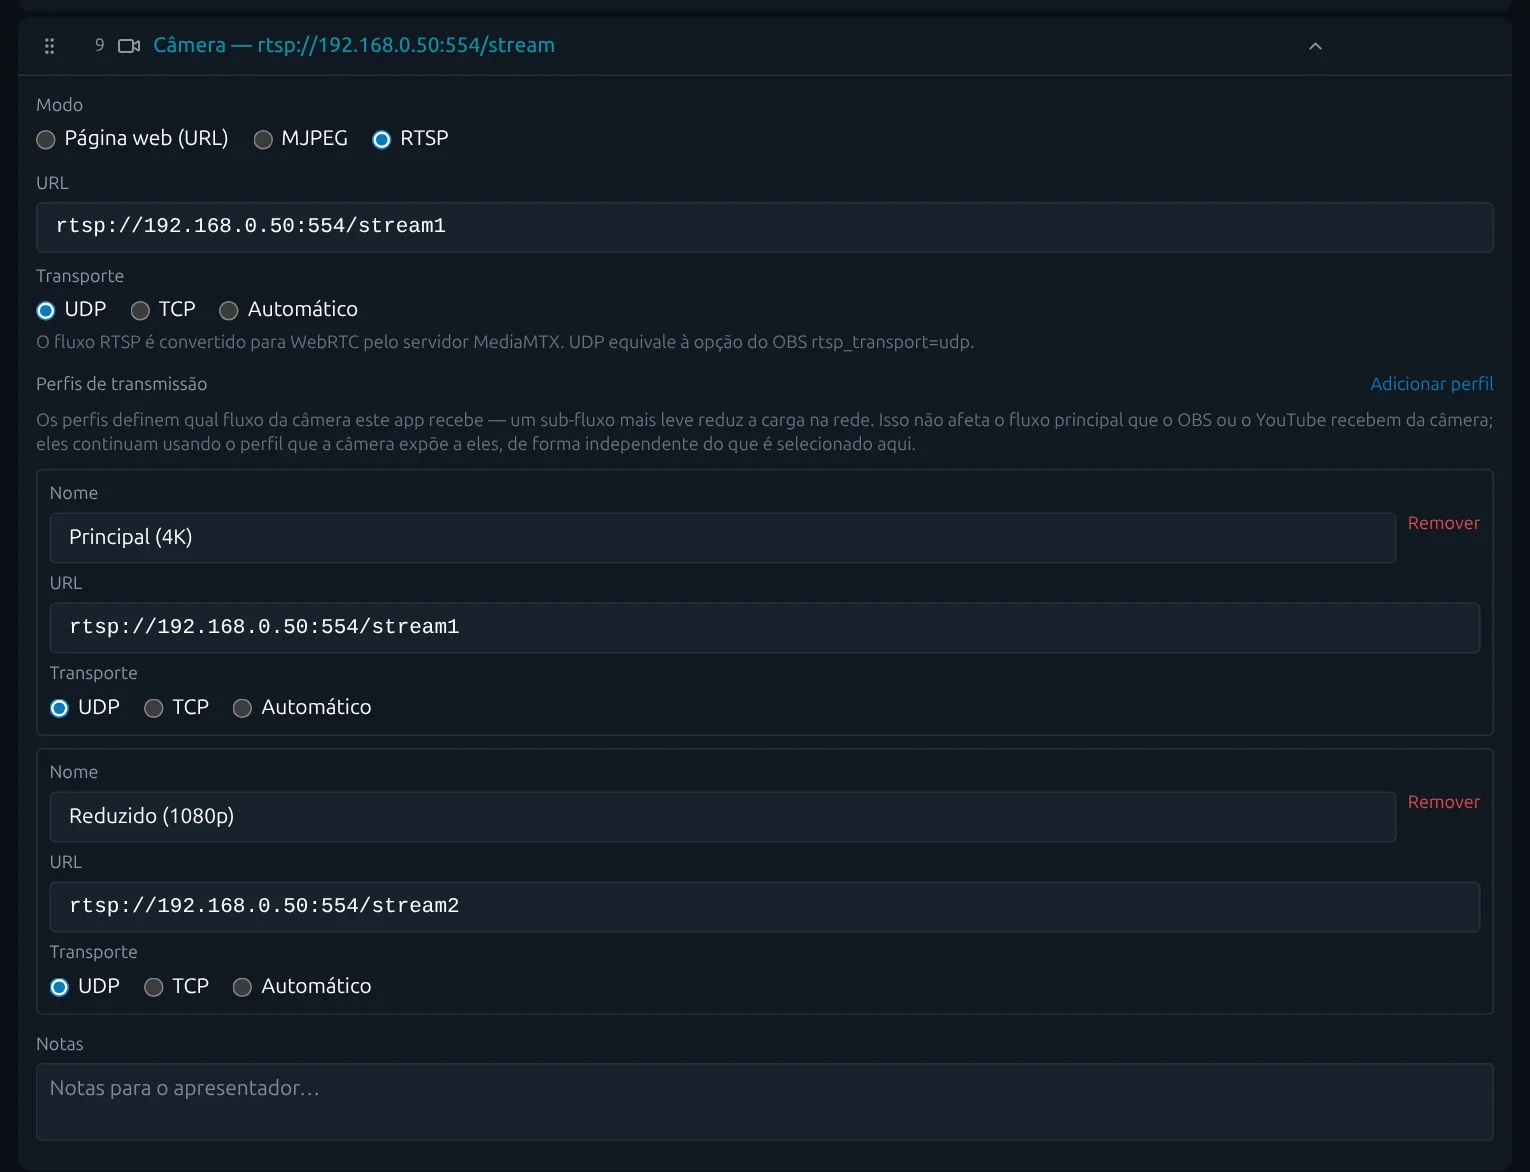 9 Câmera — rtsp://192.168.0.50:554/stream
Modo
Página web (URL) MJPEG RTSP
URL
rtsp://192.168.0.50:554/stream1
Transporte
UDP TCP Automático
O fluxo RTSP é convertido para WebRTC pelo servidor MediaMTX. UDP equivale à opção do OBS rtsp_transport=udp.
Perfis de transmissão Adicionar perfil
Os perfis definem qual fluxo da câmera este app recebe — um sub-fluxo mais leve reduz a carga na rede. Isso não afeta o fluxo principal que o OBS ou o YouTube recebem da câmera;
eles continuam usando o perfil que a câmera expõe a eles, de forma independente do que é selecionado aqui.
Nome
Principal (4K) Remover
URL
rtsp://192.168.0.50:554/stream1
Transporte
UDP TCP Automático
Nome
Reduzido (1080p) Remover
URL
rtsp://192.168.0.50:554/stream2
Transporte
UDP TCP Automático
Notas
Notas para o apresentador…